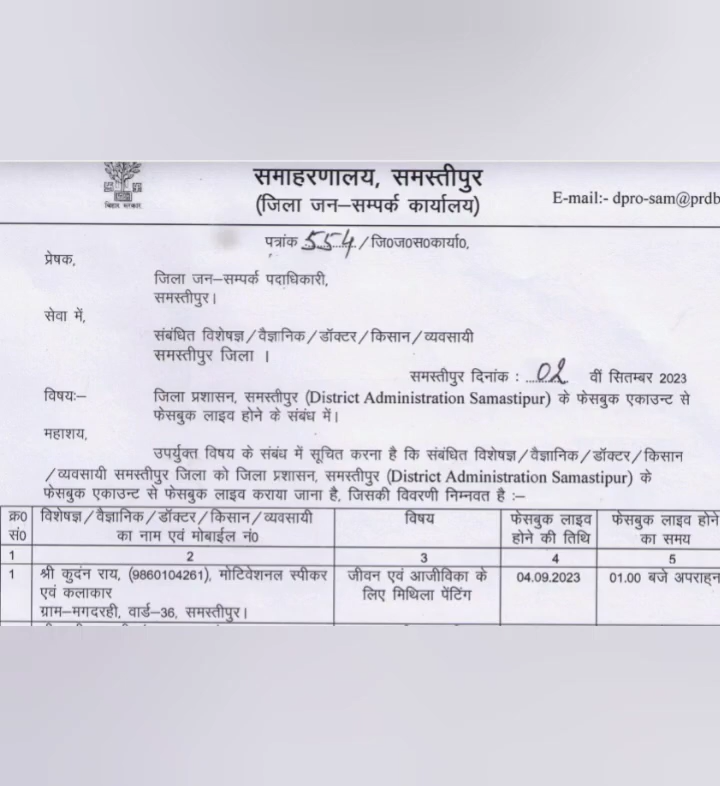 बिहार सरकार
समाहरणालय, समस्तीपुर
(जिला जन–सम्पर्क कार्यालय)
E-mail:- dpro-sam@prdb
पत्रांक 554/जि0ज0स0कार्या0,
प्रेषक,
जिला जन–सम्पर्क पदाधिकारी,
समस्तीपुर।
सेवा में,
संबंधित विशेषज्ञ/वैज्ञानिक/डॉक्टर/किसान/व्यवसायी
समस्तीपुर जिला ।
समस्तीपुर दिनांक : ...02 वीं सितम्बर 2023
विषयः– जिला प्रशासन, समस्तीपुर (District Administration Samastipur) के फेसबुक एकाउन्ट से
फेसबुक लाइव होने के संबंध में।
महाशय,
उपर्युक्त विषय के संबंध में सूचित करना है कि संबंधित विशेषज्ञ/वैज्ञानिक/डॉक्टर/किसान
/व्यवसायी समस्तीपुर जिला को जिला प्रशासन, समस्तीपुर (District Administration Samastipur) के
फेसबुक एकाउन्ट से फेसबुक लाइव कराया जाना है, जिसकी विवरणी निम्नवत है :–
क्र0 सं0 विशेषज्ञ/वैज्ञानिक/डॉक्टर/किसान/व्यवसायी का नाम एवं मोबाईल नं0 विषय फेसबुक लाइव होने की तिथि फेसबुक लाइव होने का समय
1 2 3 4 5
1 श्री कुदंन राय, (9860104261), मोटिवेशनल स्पीकर जीवन एवं आजीविका के 04.09.2023 01.00 बजे अपराहन
एवं कलाकार लिए मिथिला पेंटिंग
ग्राम–मगदरही, वार्ड–36, समस्तीपुर।